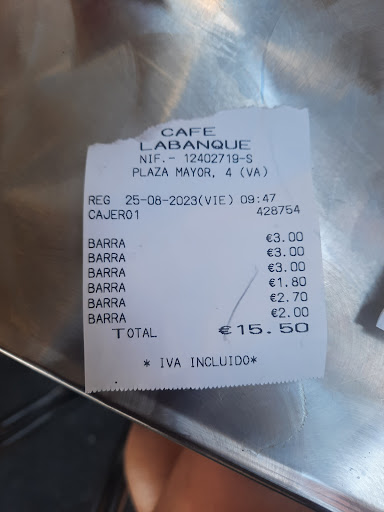 CAFE
LABANQUE
NIF.- 12402719-S
PLAZA MAYOR, 4 (VA)
REG 25-08-2023(VIE) 09:47
CAJERO1 428754
BARRA €3.00
BARRA €3.00
BARRA €3.00
BARRA €1.80
BARRA €2.70
BARRA €2.00
TOTAL €15.50
* IVA INCLUIDO*